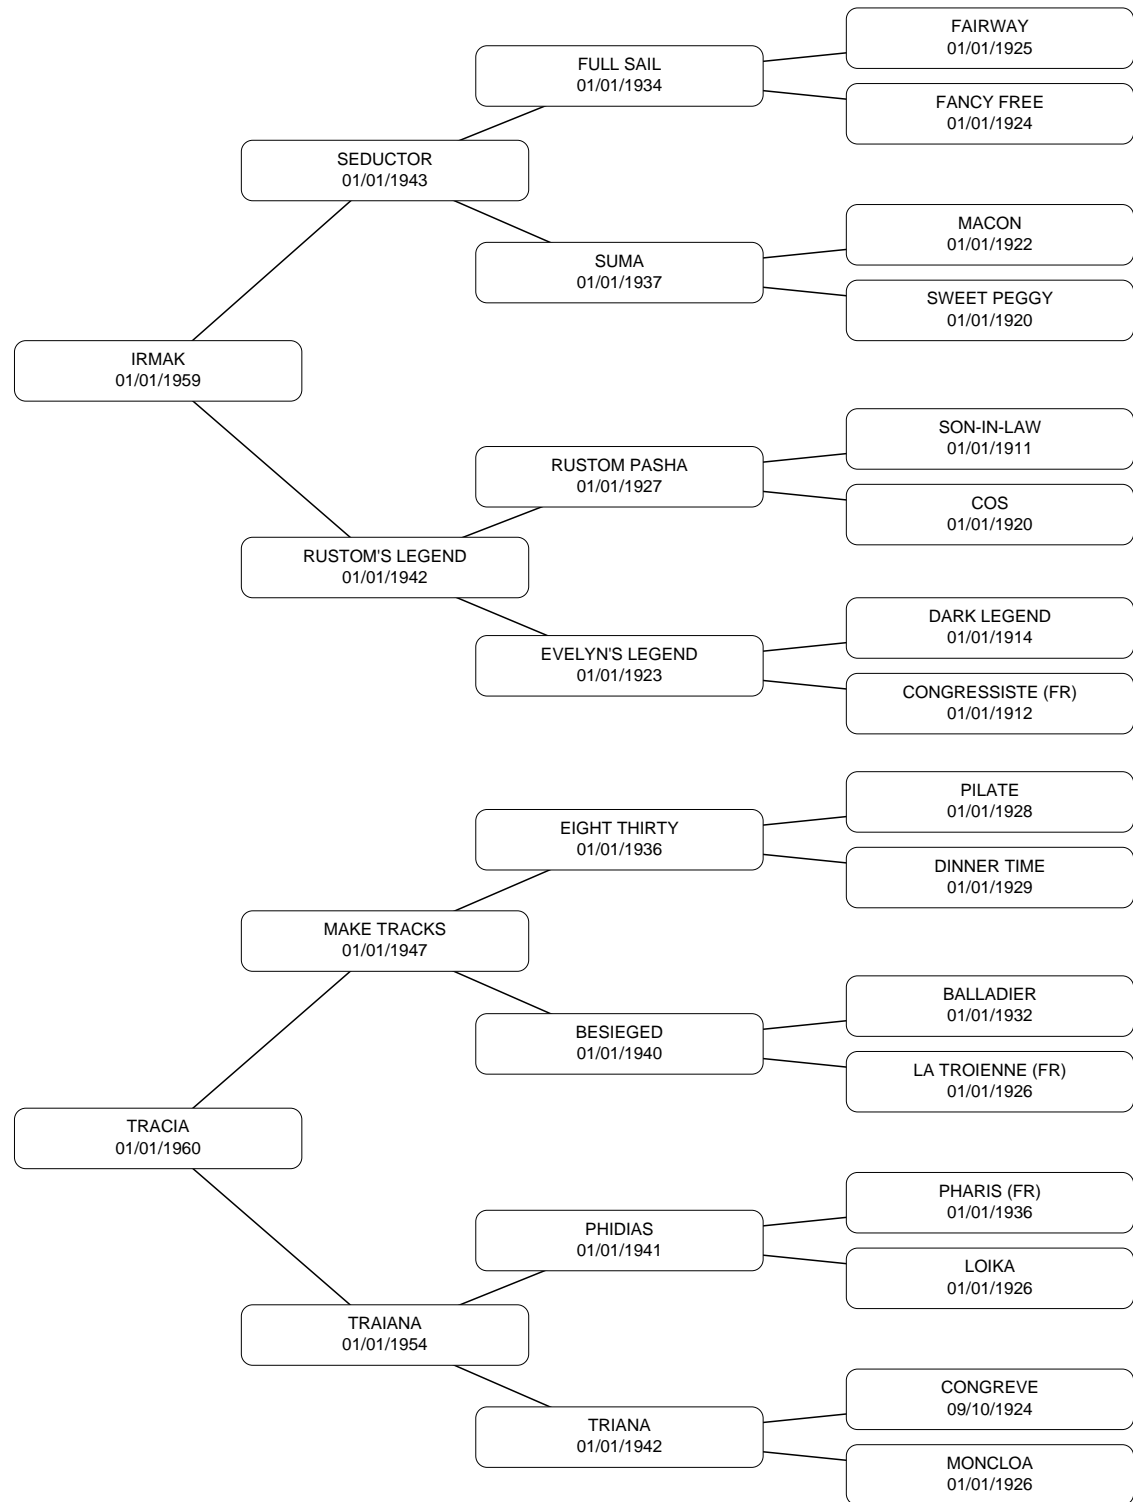 FAIRWAY
01/01/1925
FULL SAIL
01/01/1934
FANCY FREE
01/01/1924
SEDUCTOR
01/01/1943
MACON
01/01/1922
SUMA
01/01/1937
SWEET PEGGY
01/01/1920
IRMAK
01/01/1959
SON-IN-LAW
01/01/1911
RUSTOM PASHA
01/01/1927
COS
01/01/1920
RUSTOM'S LEGEND
01/01/1942
DARK LEGEND
01/01/1914
EVELYN'S LEGEND
01/01/1923
CONGRESSISTE (FR)
01/01/1912
PILATE
01/01/1928
EIGHT THIRTY
01/01/1936
DINNER TIME
01/01/1929
MAKE TRACKS
01/01/1947
BALLADIER
01/01/1932
BESIEGED
01/01/1940
LA TROIENNE (FR)
01/01/1926
TRACIA
01/01/1960
PHARIS (FR)
01/01/1936
PHIDIAS
01/01/1941
LOIKA
01/01/1926
TRAIANA
01/01/1954
CONGREVE
09/10/1924
TRIANA
01/01/1942
MONCLOA
01/01/1926